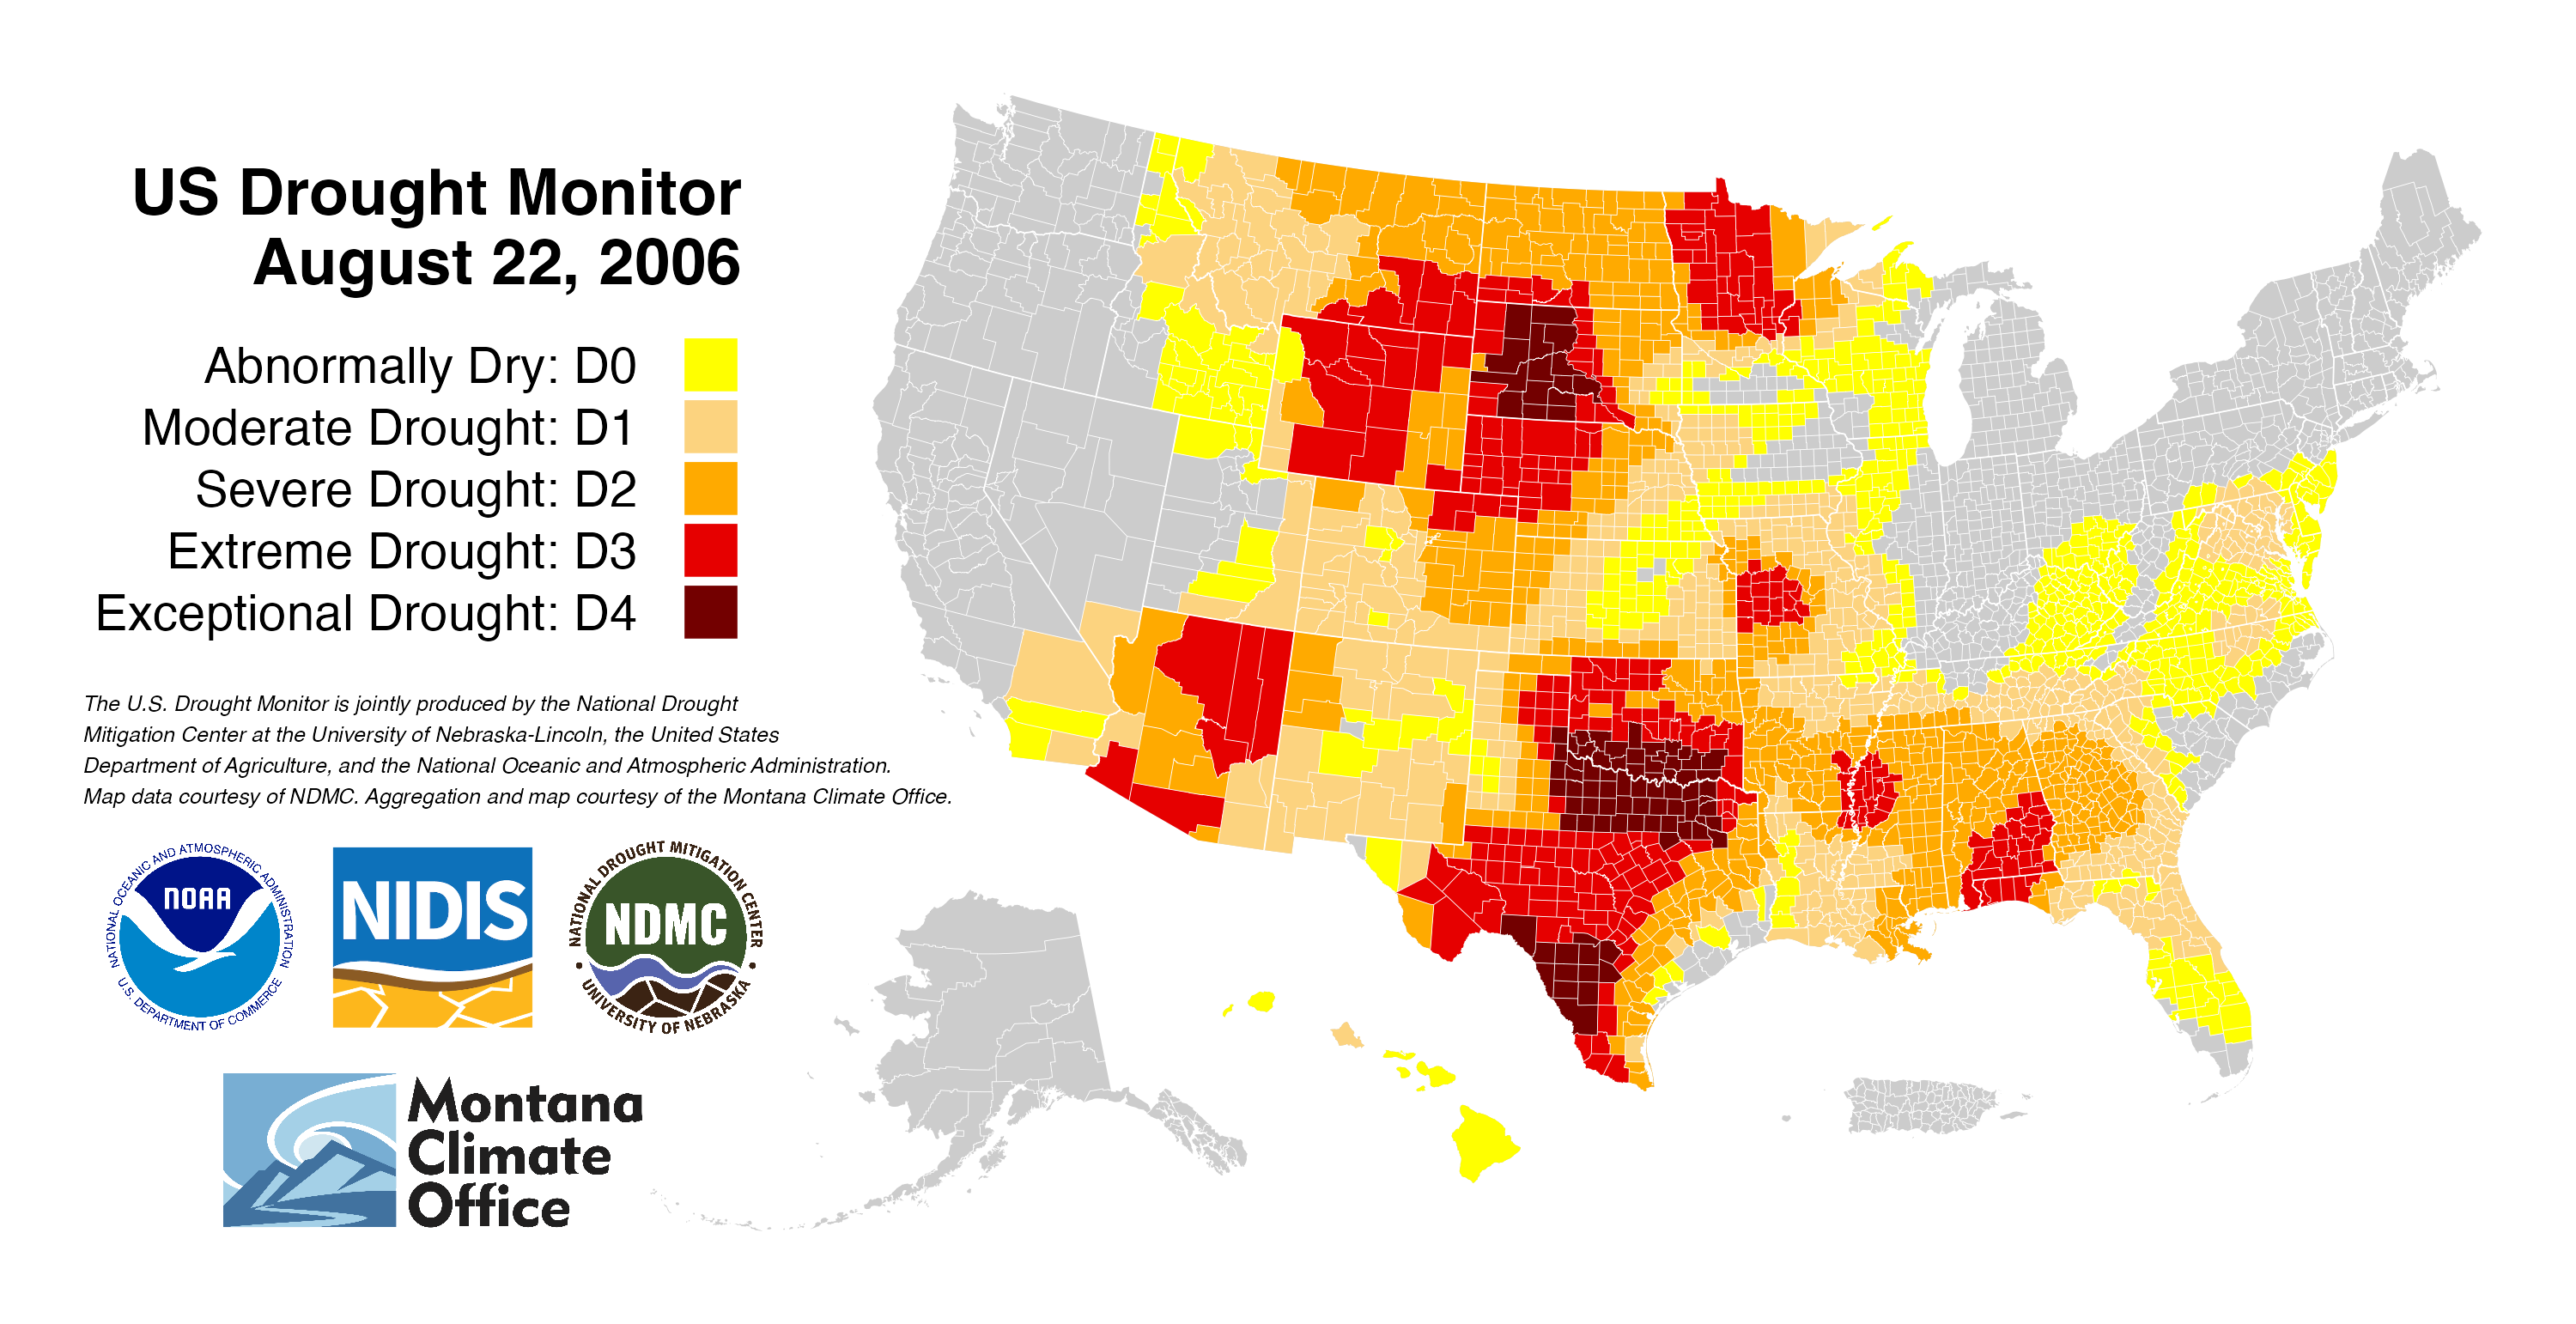 US Drought Monitor
August 22, 2006
Abnormally Dry: D0
Moderate Drought: D1
Severe Drought: D2
Extreme Drought: D3
Exceptional Drought: D4
The U.S. Drought Monitor is jointly produced by the National Drought
Mitigation Center at the University of Nebraska-Lincoln, the United States
Department of Agriculture, and the National Oceanic and Atmospheric Administration.
Map data courtesy of NDMC. Aggregation and map courtesy of the Montana Climate Office.
NATIONAL OCEANIC AND ATMOSPHERIC ADMINISTRATION
NOAA
U.S. DEPARTMENT OF COMMERCE
NIDIS
NATIONAL DROUGHT MITIGATION CENTER
NDMC
UNIVERSITY OF NEBRASKA
Montana
Climate
Office